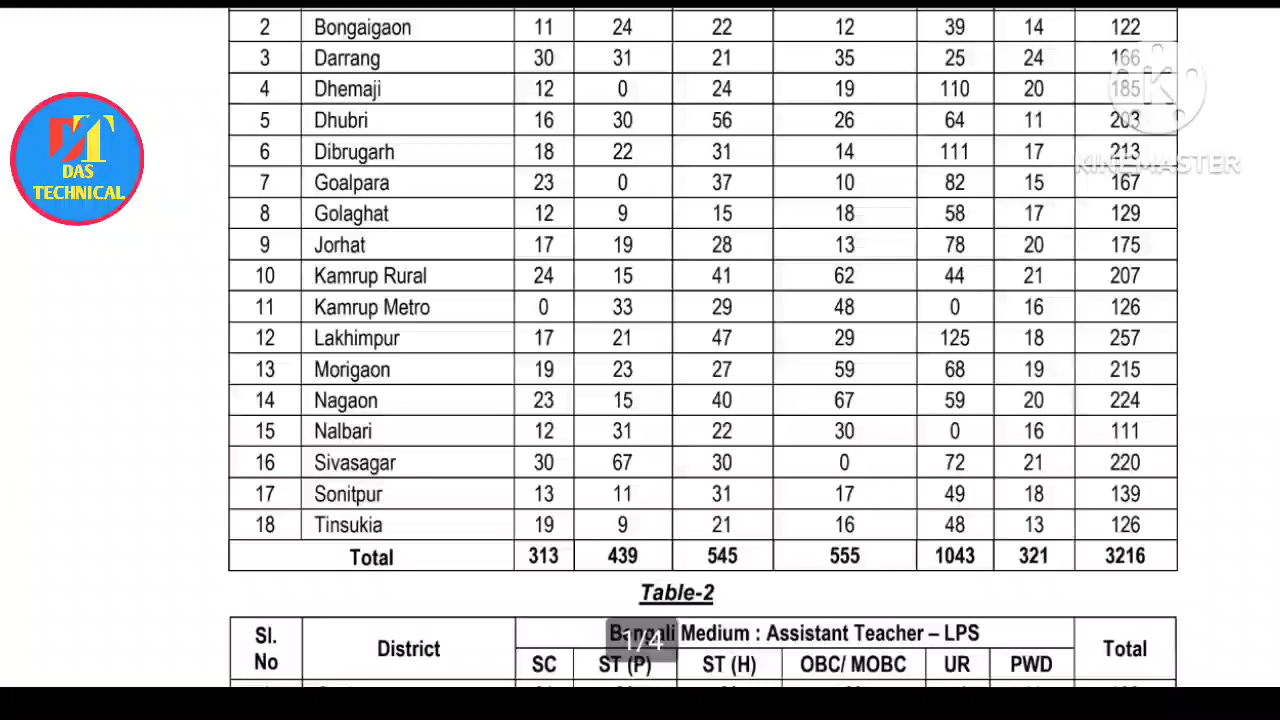 2 Bongaigaon 11 24 22 12 39 14 122
3 Darrang 30 31 21 35 25 24 166
4 Dhemaji 12 0 24 19 110 20 185
5 Dhubri 16 30 56 26 64 11 203
6 Dibrugarh 18 22 31 14 111 17 213
7 Goalpara 23 0 37 10 82 15 167
8 Golaghat 12 9 15 18 58 17 129
9 Jorhat 17 19 28 13 78 20 175
10 Kamrup Rural 24 15 41 62 44 21 207
11 Kamrup Metro 0 33 29 48 0 16 126
12 Lakhimpur 17 21 47 29 125 18 257
13 Morigaon 19 23 27 59 68 19 215
14 Nagaon 23 15 40 67 59 20 224
15 Nalbari 12 31 22 30 0 16 111
16 Sivasagar 30 67 30 0 72 21 220
17 Sonitpur 13 11 31 17 49 18 139
18 Tinsukia 19 9 21 16 48 13 126
Total 313 439 545 555 1043 321 3216
Table-2
Sl. No District Bangali Medium : Assistant Teacher – LPS Total
SC ST (P) ST (H) OBC/ MOBC UR PWD
1/4
DT
DAS
TECHNICAL
K
KINEMASTER